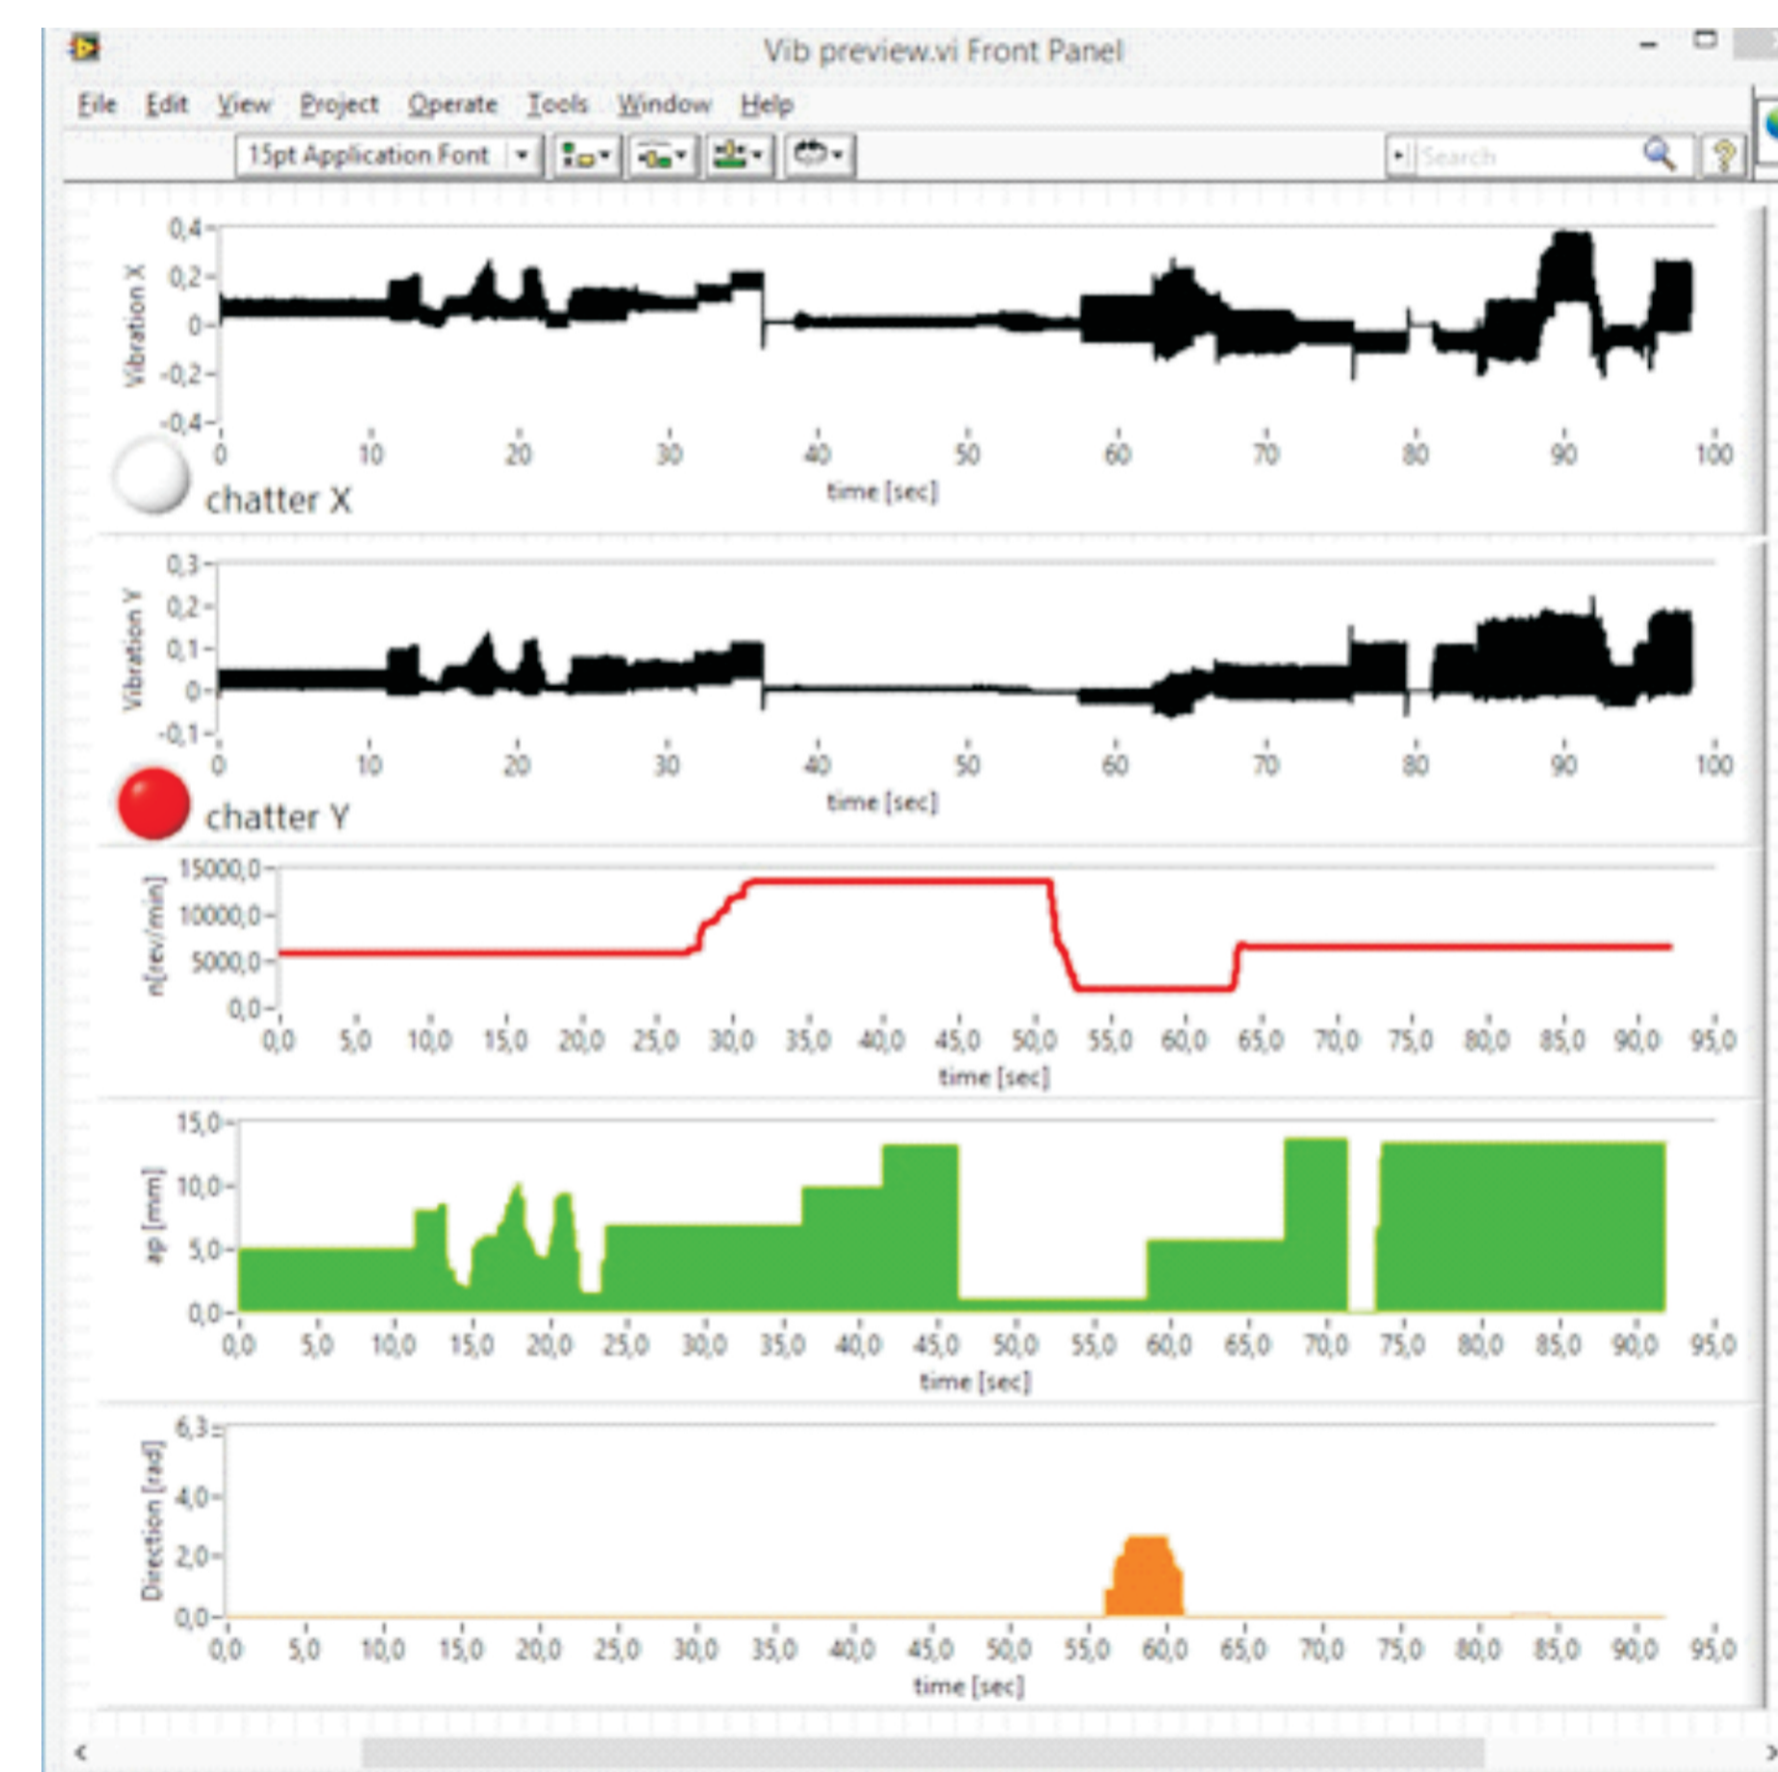 Vib preview.vi Front Panel
File Edit View Project Operate Tools Window Help
15pt Application Font Search ?
0,4
0,2
0
-0,2
-0,4
Vibration X
0 10 20 30 40 50 60 70 80 90 100
time [sec]
chatter X
0,3
0,2
0,1
0
-0,1
Vibration Y
0 10 20 30 40 50 60 70 80 90 100
time [sec]
chatter Y
15000,0
10000,0
5000,0
0,0
n[rev/min]
0,0 5,0 10,0 15,0 20,0 25,0 30,0 35,0 40,0 45,0 50,0 55,0 60,0 65,0 70,0 75,0 80,0 85,0 90,0 95,0
time [sec]
15,0
10,0
5,0
0,0
ap [mm]
0,0 5,0 10,0 15,0 20,0 25,0 30,0 35,0 40,0 45,0 50,0 55,0 60,0 65,0 70,0 75,0 80,0 85,0 90,0 95,0
time [sec]
6,3
4,0
2,0
0,0
Direction [rad]
0,0 5,0 10,0 15,0 20,0 25,0 30,0 35,0 40,0 45,0 50,0 55,0 60,0 65,0 70,0 75,0 80,0 85,0 90,0 95,0
time [sec]